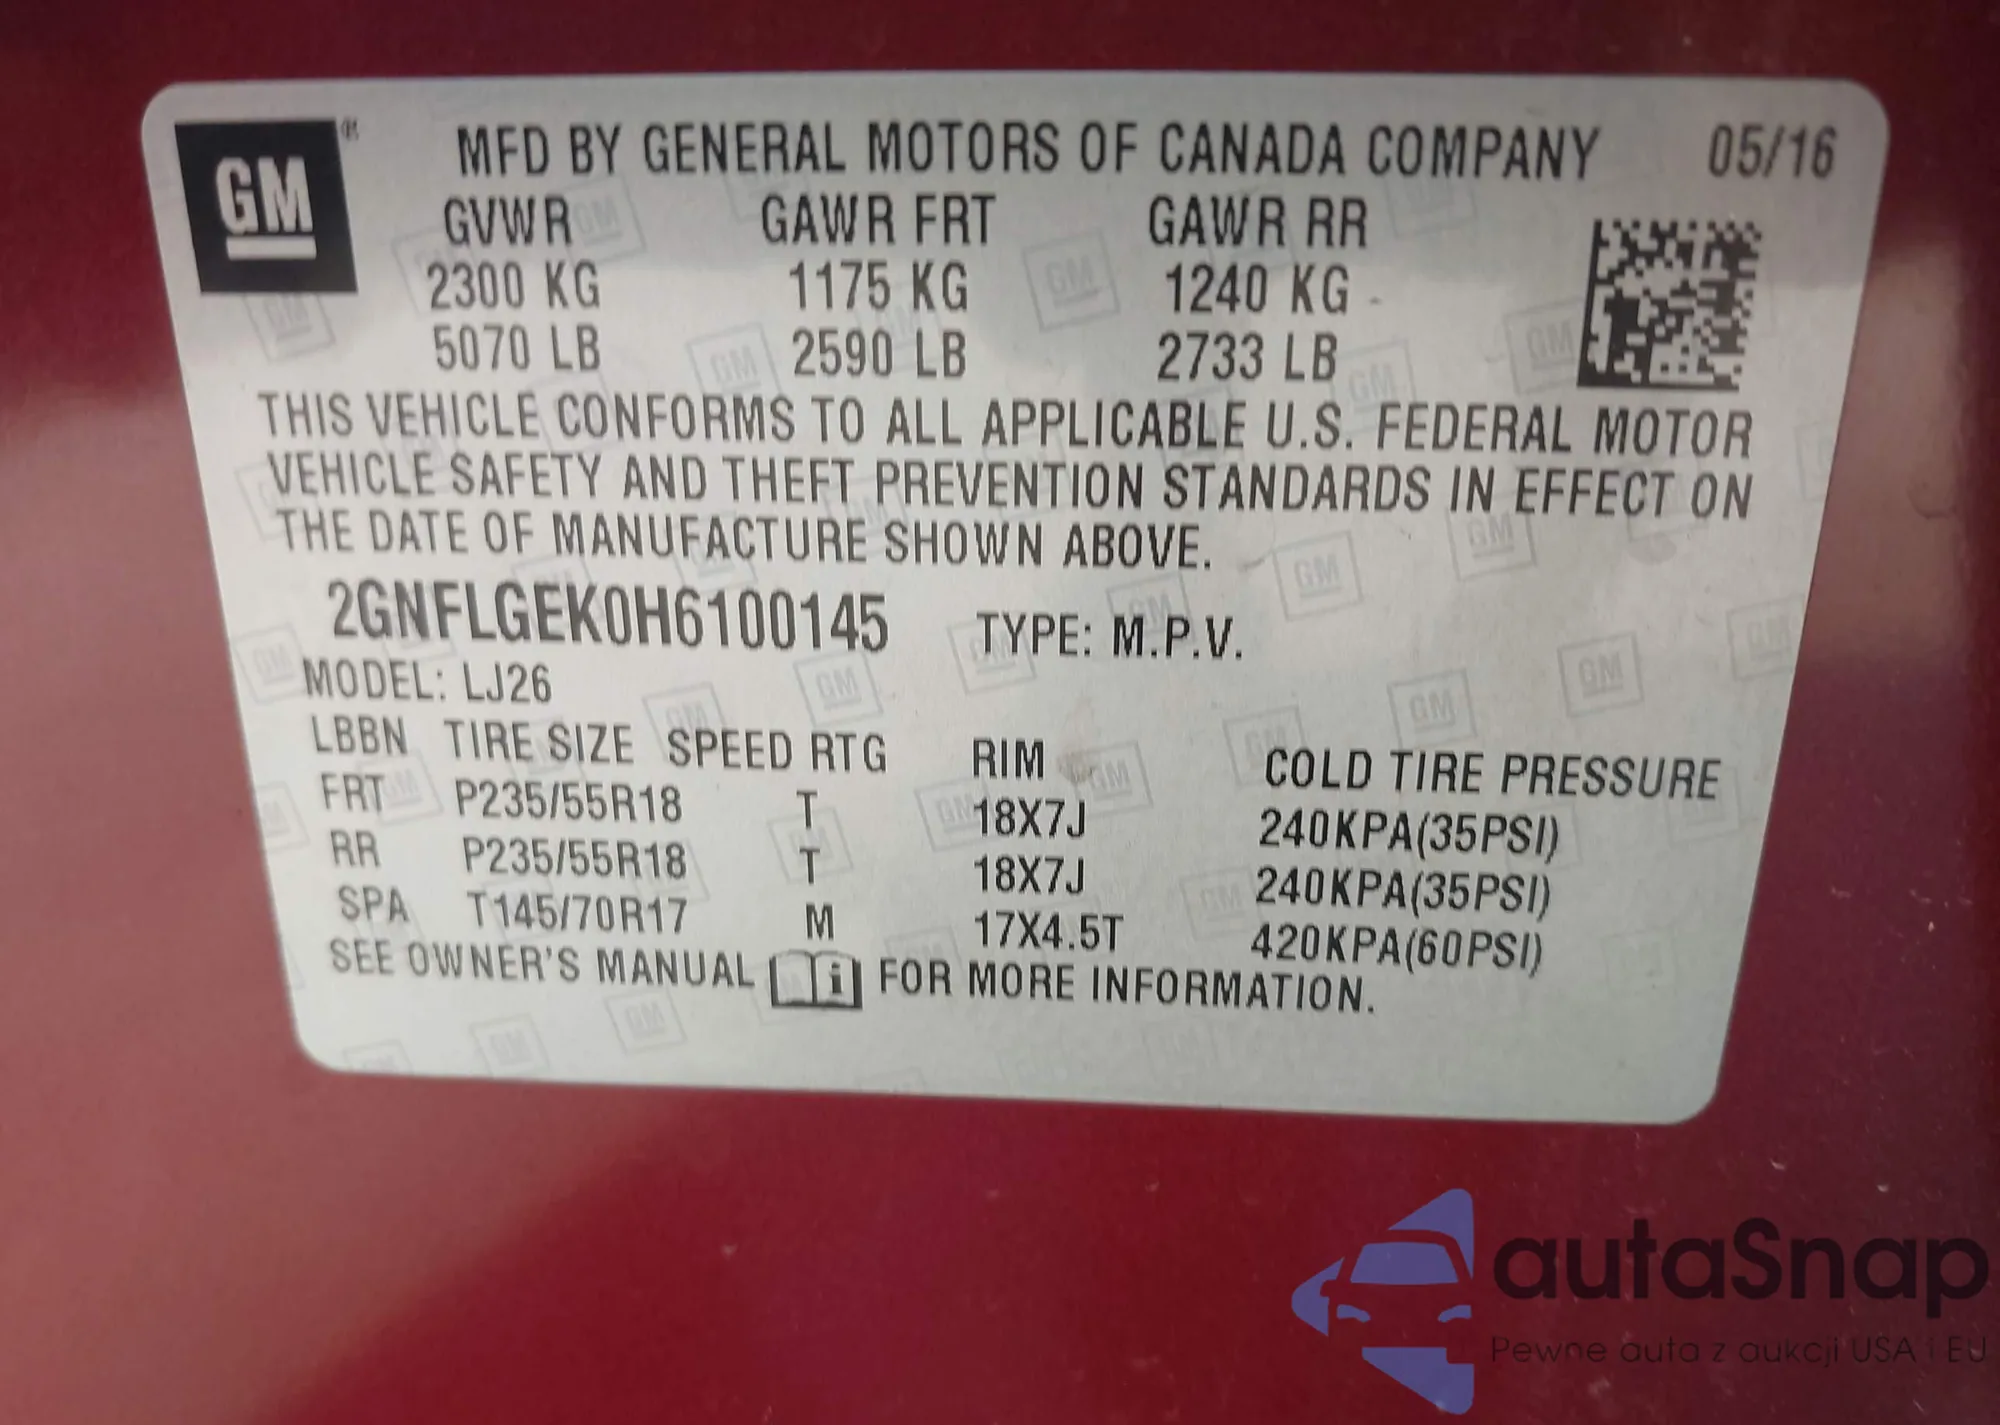 GM ® MFD BY GENERAL MOTORS OF CANADA COMPANY 05/16
GVWR GAWR FRT GAWR RR
2300 KG 1175 KG 1240 KG
5070 LB 2590 LB 2733 LB
THIS VEHICLE CONFORMS TO ALL APPLICABLE U.S. FEDERAL MOTOR
VEHICLE SAFETY AND THEFT PREVENTION STANDARDS IN EFFECT ON
THE DATE OF MANUFACTURE SHOWN ABOVE.
2GNFLGEK0H6100145 TYPE: M.P.V.
MODEL: LJ26
LBBN TIRE SIZE SPEED RTG RIM COLD TIRE PRESSURE
FRT P235/55R18 T 18X7J 240KPA(35PSI)
RR P235/55R18 T 18X7J 240KPA(35PSI)
SPA T145/70R17 M 17X4.5T 420KPA(60PSI)
SEE OWNER'S MANUAL i FOR MORE INFORMATION.
autaSnap
Pewne auta z aukcji USA i EU